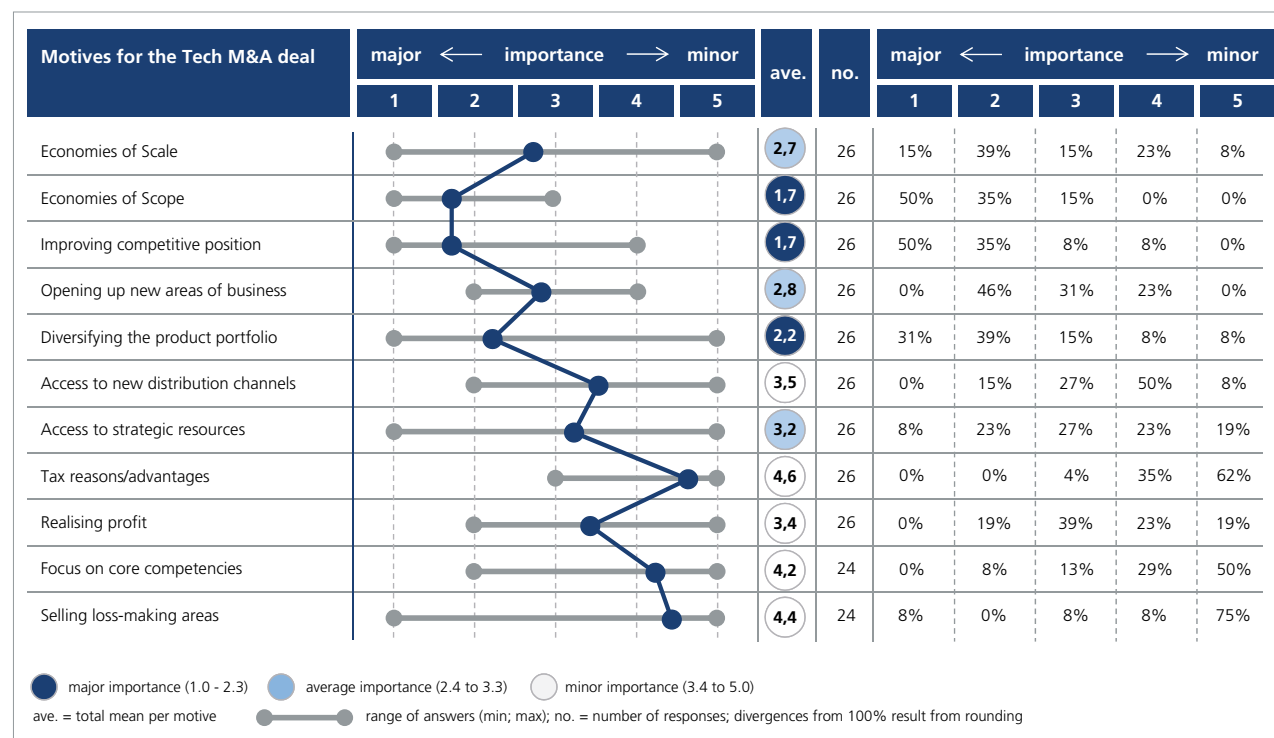 Motives for the Tech M&A deal
major ← importance → minor
ave.
no.
major ← importance → minor
1 2 3 4 5
1 2 3 4 5
Economies of Scale 2,7 26 15% 39% 15% 23% 8%
Economies of Scope 1,7 26 50% 35% 15% 0% 0%
Improving competitive position 1,7 26 50% 35% 8% 8% 0%
Opening up new areas of business 2,8 26 0% 46% 31% 23% 0%
Diversifying the product portfolio 2,2 26 31% 39% 15% 8% 8%
Access to new distribution channels 3,5 26 0% 15% 27% 50% 8%
Access to strategic resources 3,2 26 8% 23% 27% 23% 19%
Tax reasons/advantages 4,6 26 0% 0% 4% 35% 62%
Realising profit 3,4 26 0% 19% 39% 23% 19%
Focus on core competencies 4,2 24 0% 8% 13% 29% 50%
Selling loss-making areas 4,4 24 8% 0% 8% 8% 75%
major importance (1.0 - 2.3) average importance (2.4 to 3.3) minor importance (3.4 to 5.0)
ave. = total mean per motive range of answers (min; max); no. = number of responses; divergences from 100% result from rounding